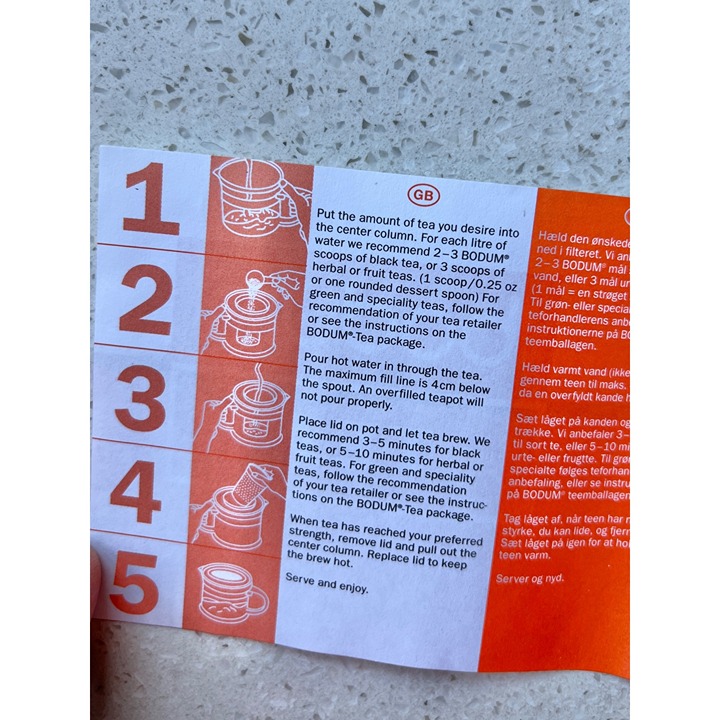 1
2
3
4
5
GB
Put the amount of tea you desire into
the center column. For each litre of
water we recommend 2–3 BODUM®
scoops of black tea, or 3 scoops of
herbal or fruit teas. (1 scoop/0.25 oz
or one rounded dessert spoon) For
green and speciality teas, follow the
recommendation of your tea retailer
or see the instructions on the
BODUM®-Tea package.
Pour hot water in through the tea.
The maximum fill line is 4cm below
the spout. An overfilled teapot will
not pour properly.
Place lid on pot and let tea brew. We
recommend 3–5 minutes for black
teas, or 5–10 minutes for herbal or
fruit teas. For green and speciality
teas, follow the recommendation
of your tea retailer or see the instruc-
tions on the BODUM®-Tea package.
When tea has reached your preferred
strength, remove lid and pull out the
center column. Replace lid to keep
the brew hot.
Serve and enjoy.
Hæld den ønskede
ned i filteret. Vi an
2–3 BODUM® mål
vand, eller 3 mål ur
(1 mål = en strøget
Til grøn- eller specia
teforhandlerens anbe
instruktionerne på BO
teemballagen.
Hæld varmt vand (ikke
gennem teen til maks.
da en overfyldt kande h
Sæt låget på kanden og
trække. Vi anbefaler 3–
til sort te, eller 5–10 mi
urte- eller frugtte. Til grø
specialte følges teforhan
anbefaling, eller se instru
på BODUM® teemballagen
Tag låget af, når teen har n
styrke, du kan lide, og fjern
Sæt låget på igen for at hol
teen varm.
Server og nyd.